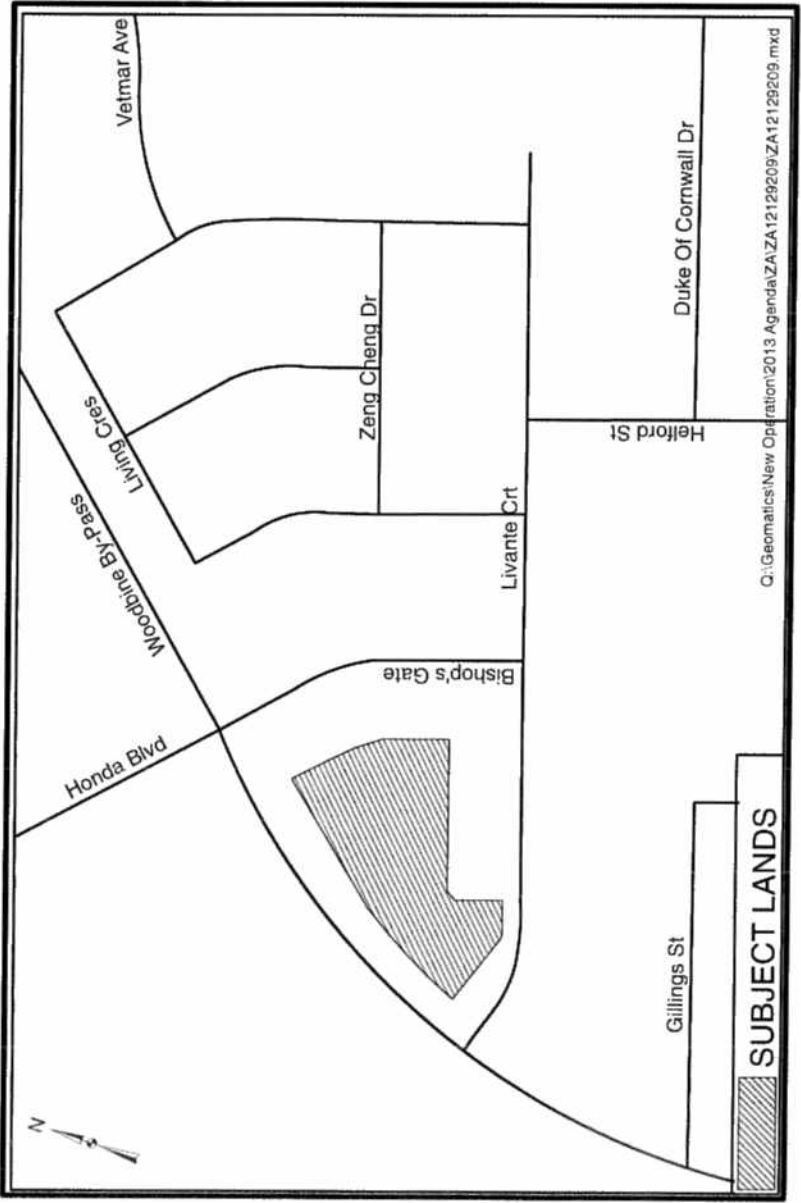 Vetmar Ave
Living Cres
Woodbine By-Pass
Zeng Cheng Dr
Honda Blvd
Duke Of Cornwall Dr
Helford St
Livante Crt
Bishop's Gate
Gillings St
N
SUBJECT LANDS
Q:\Geomatics\New Operation\2013 Agenda\ZA\ZA12129209\ZA12129209.mxd